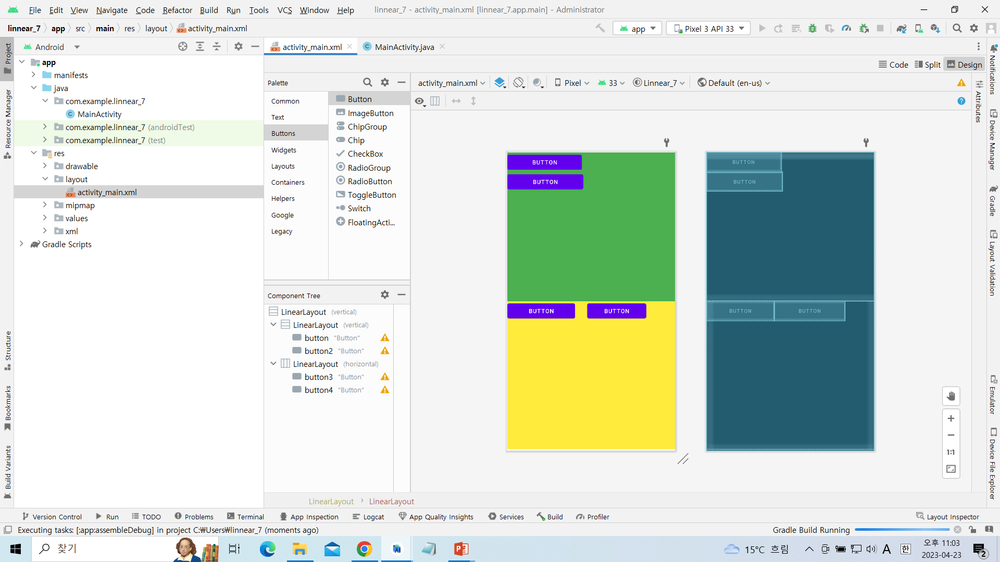 File Edit View Navigate Code Refactor Build Run Tools VCS Window Help linnear_7 - activity_main.xml [linnear_7.app.main] - Administrator
linnear_7 app src main res layout activity_main.xml app Pixel 3 API 33
Android activity_main.xml MainActivity.java
Code Split Design
Project
Resource Manager
Structure
Bookmarks
Build Variants
app
manifests
java
com.example.linnear_7
MainActivity
com.example.linnear_7 (androidTest)
com.example.linnear_7 (test)
res
drawable
layout
activity_main.xml
mipmap
values
xml
Gradle Scripts
Palette
Common
Text
Buttons
Widgets
Layouts
Containers
Helpers
Google
Legacy
Button
ImageButton
ChipGroup
Chip
CheckBox
RadioGroup
RadioButton
ToggleButton
Switch
FloatingActi...
Component Tree
LinearLayout (vertical)
LinearLayout (vertical)
button "Button"
button2 "Button"
LinearLayout (horizontal)
button3 "Button"
button4 "Button"
activity_main.xml Pixel 33 Linnear_7 Default (en-us)
?
BUTTON
BUTTON
BUTTON BUTTON
BUTTON
BUTTON
BUTTON BUTTON
1:1
Notifications
Attributes
Device Manager
Gradle
Layout Validation
Emulator
Device File Explorer
LinearLayout LinearLayout
Version Control Run TODO Problems Terminal App Inspection Logcat App Quality Insights Services Build Profiler Layout Inspector
Executing tasks: [:app:assembleDebug] in project C:₩Users₩linnear_7 (moments ago) Gradle Build Running
찾기 15°C 흐림 A 한 오후 11:03
2023-04-23
2